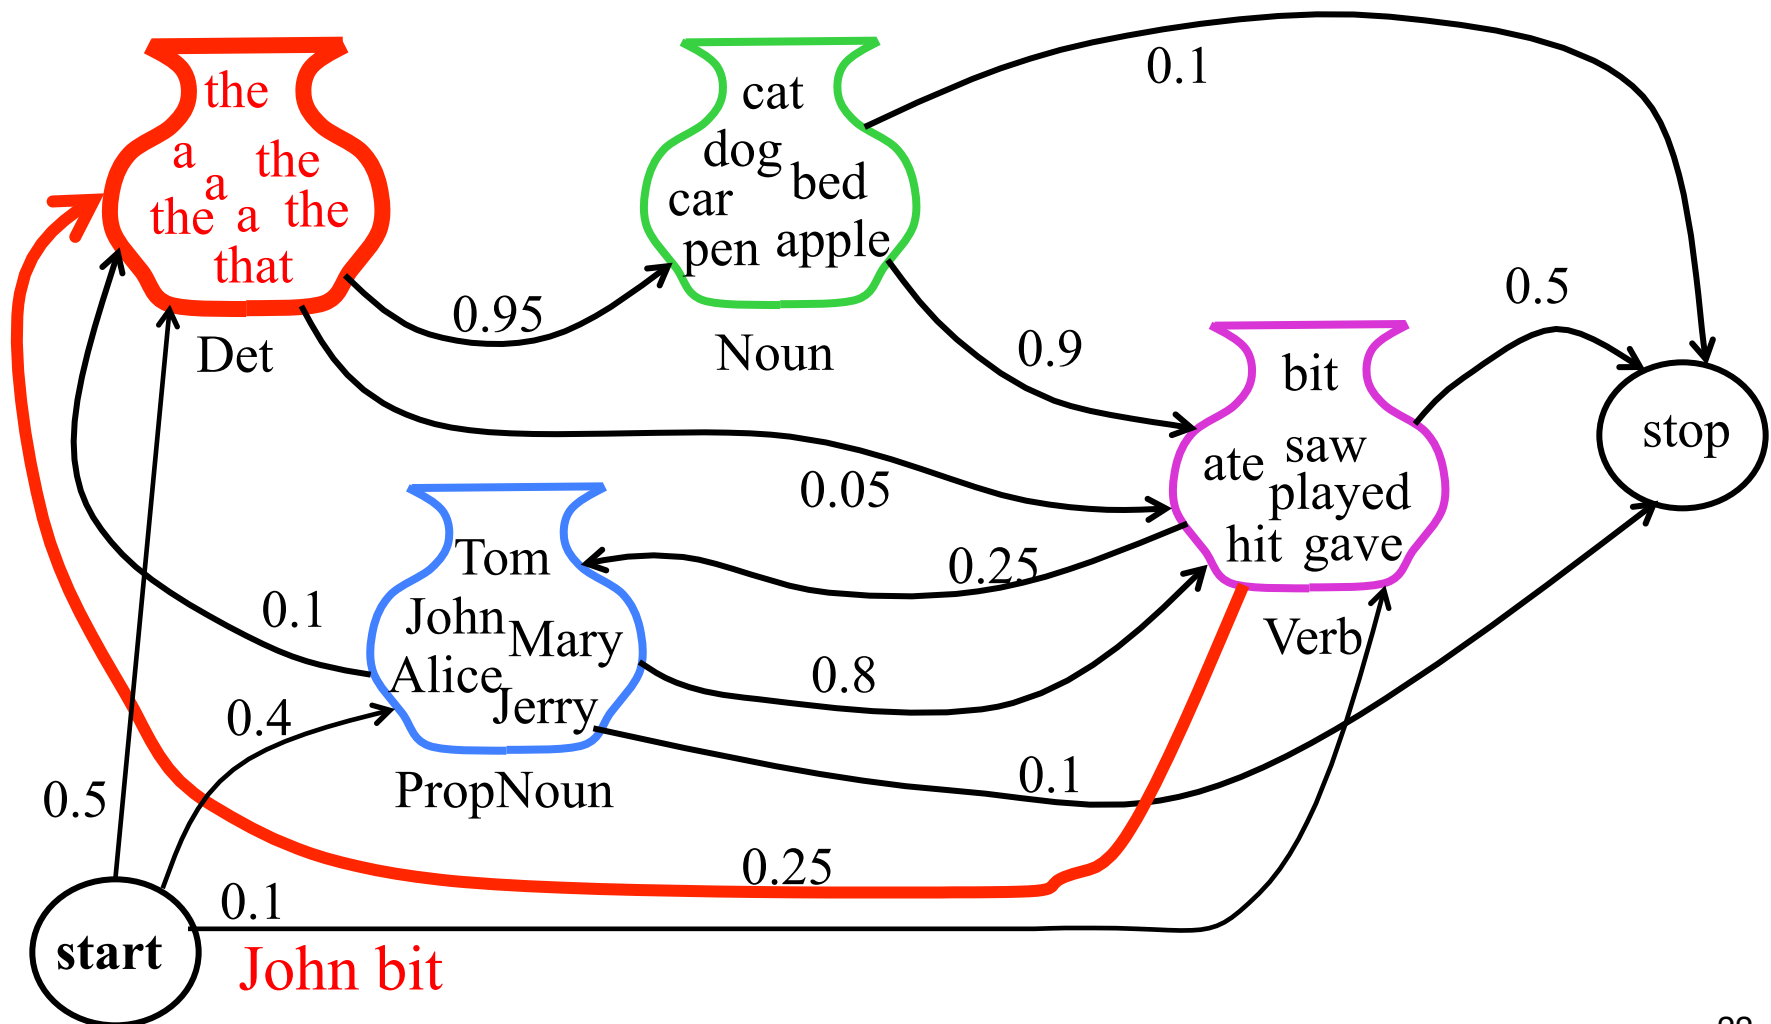 the
a the
a
the a the
that
Det
cat
dog
bed
car
pen apple
Noun
0.1
0.95
0.9
0.5
bit
saw
ate
played
hit gave
Verb
stop
0.05
0.25
Tom
John
Mary
Alice
Jerry
PropNoun
0.1
0.8
0.4
0.1
0.5
0.25
0.1
start
John bit